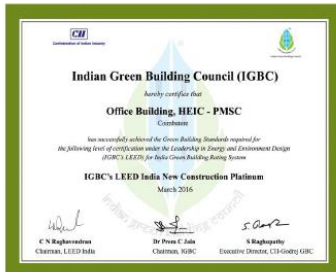 CII
Confederation of Indian Industry
Indian Green Building Council (IGBC)
hereby certifies that
Office Building, HEIC - PMSC
Coimbatore
has successfully achieved the Green Building Standards required for
the following level of certification under the Leadership in Energy and Environment Design
(IGBC's LEED) for India Green Building Rating System
IGBC's LEED India New Construction Platinum
March 2016
C N Raghavendran
Chairman, LEED India
Dr Prem C Jain
Chairman, IGBC
S Raghupathy
Executive Director, CII-Godrej GBC